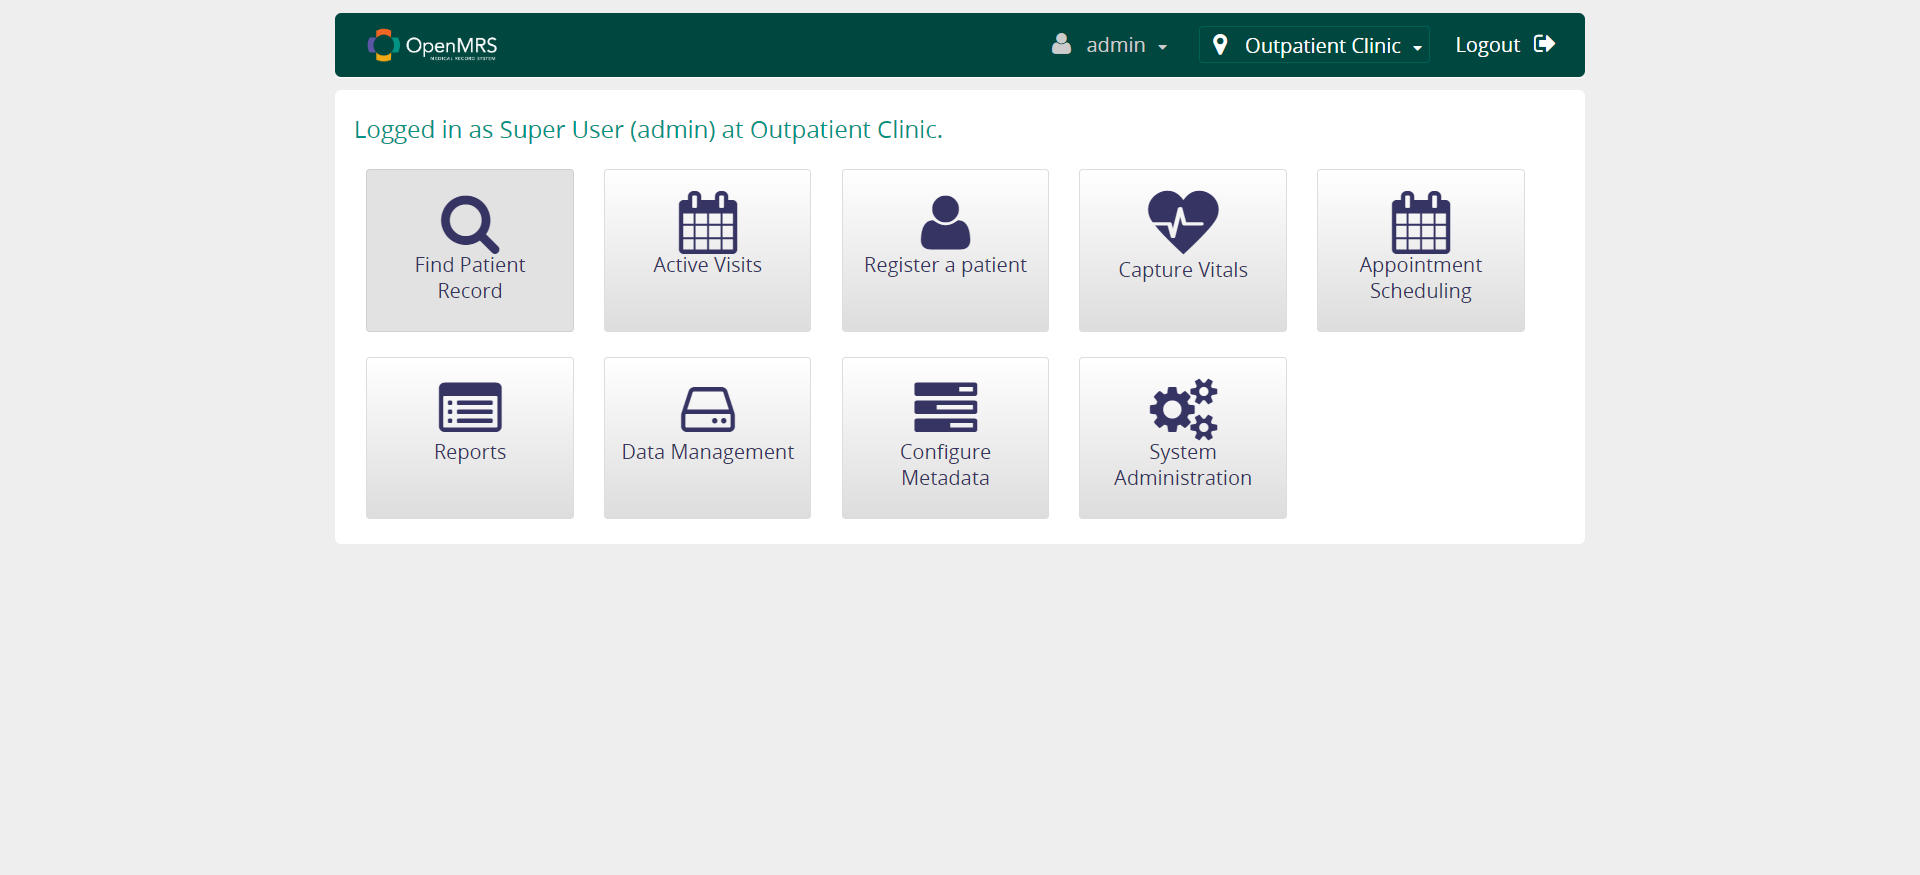 OpenMRS
MEDICAL RECORD SYSTEM
admin
Outpatient Clinic
Logout
Logged in as Super User (admin) at Outpatient Clinic.
Find Patient
Record
Active Visits
Register a patient
Capture Vitals
Appointment
Scheduling
Reports
Data Management
Configure
Metadata
System
Administration